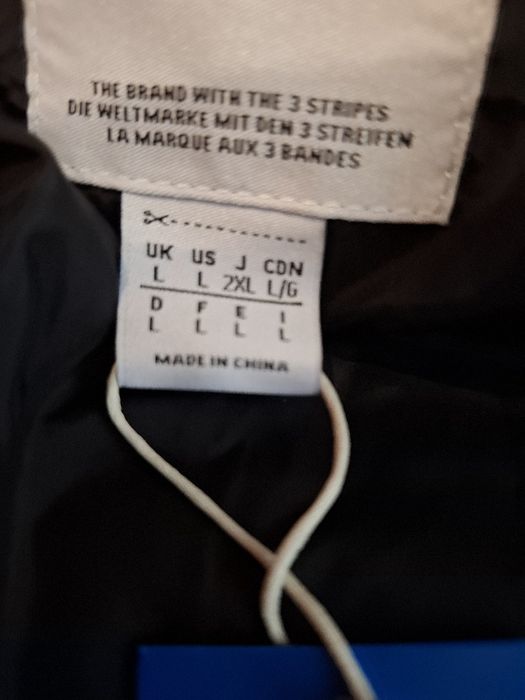 THE BRAND WITH THE 3 STRIPES
DIE WELTMARKE MIT DEN 3 STREIFEN
LA MARQUE AUX 3 BANDES
UK US J CDN
L L 2XL L/G
D F E I
L L L L
MADE IN CHINA